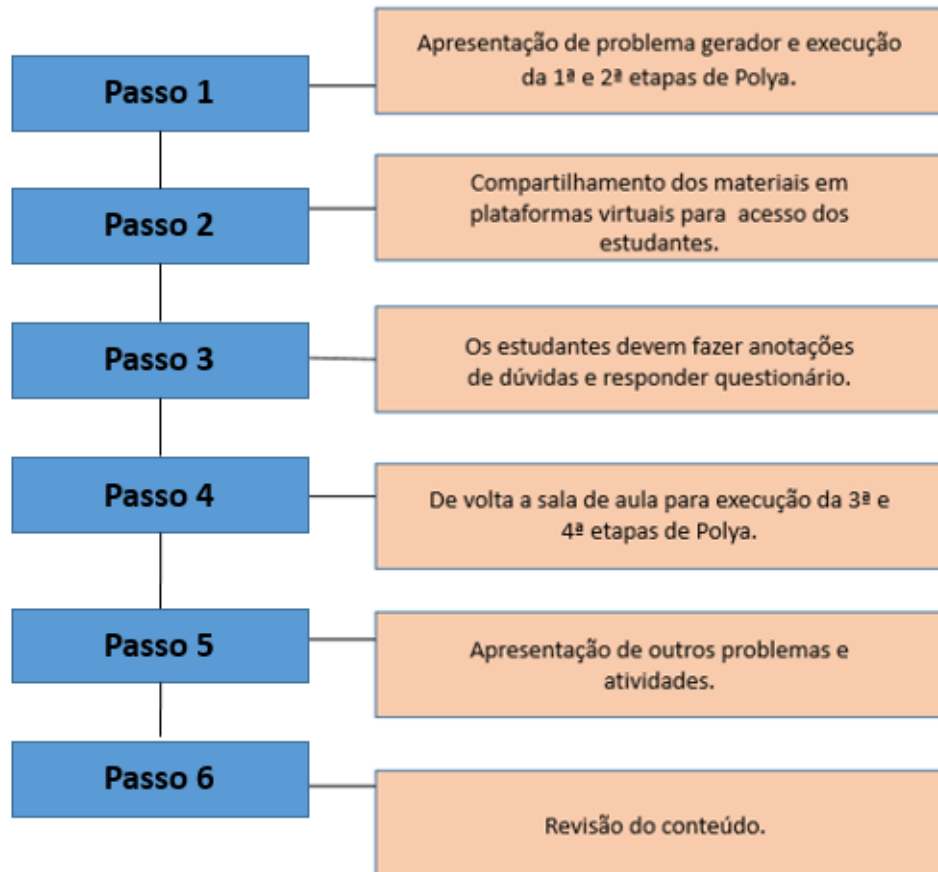 Passo 1
Apresentação de problema gerador e execução
da 1ª e 2ª etapas de Polya.
Passo 2
Compartilhamento dos materiais em
plataformas virtuais para acesso dos
estudantes.
Passo 3
Os estudantes devem fazer anotações
de dúvidas e responder questionário.
Passo 4
De volta a sala de aula para execução da 3ª e
4ª etapas de Polya.
Passo 5
Apresentação de outros problemas e
atividades.
Passo 6
Revisão do conteúdo.